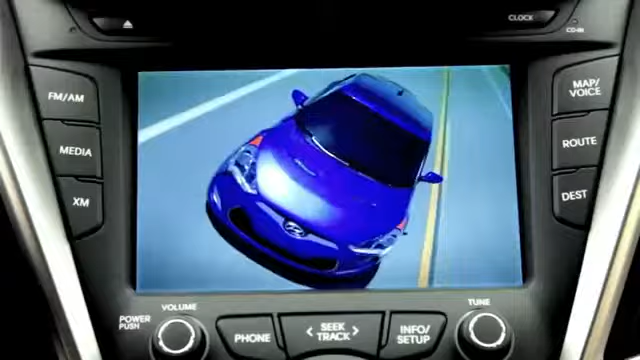 CLOCK
CD-IN
FM/AM
MEDIA
XM
MAP/
VOICE
ROUTE
DEST
POWER
PUSH
VOLUME
PHONE
< SEEK >
TRACK
INFO/
SETUP
TUNE